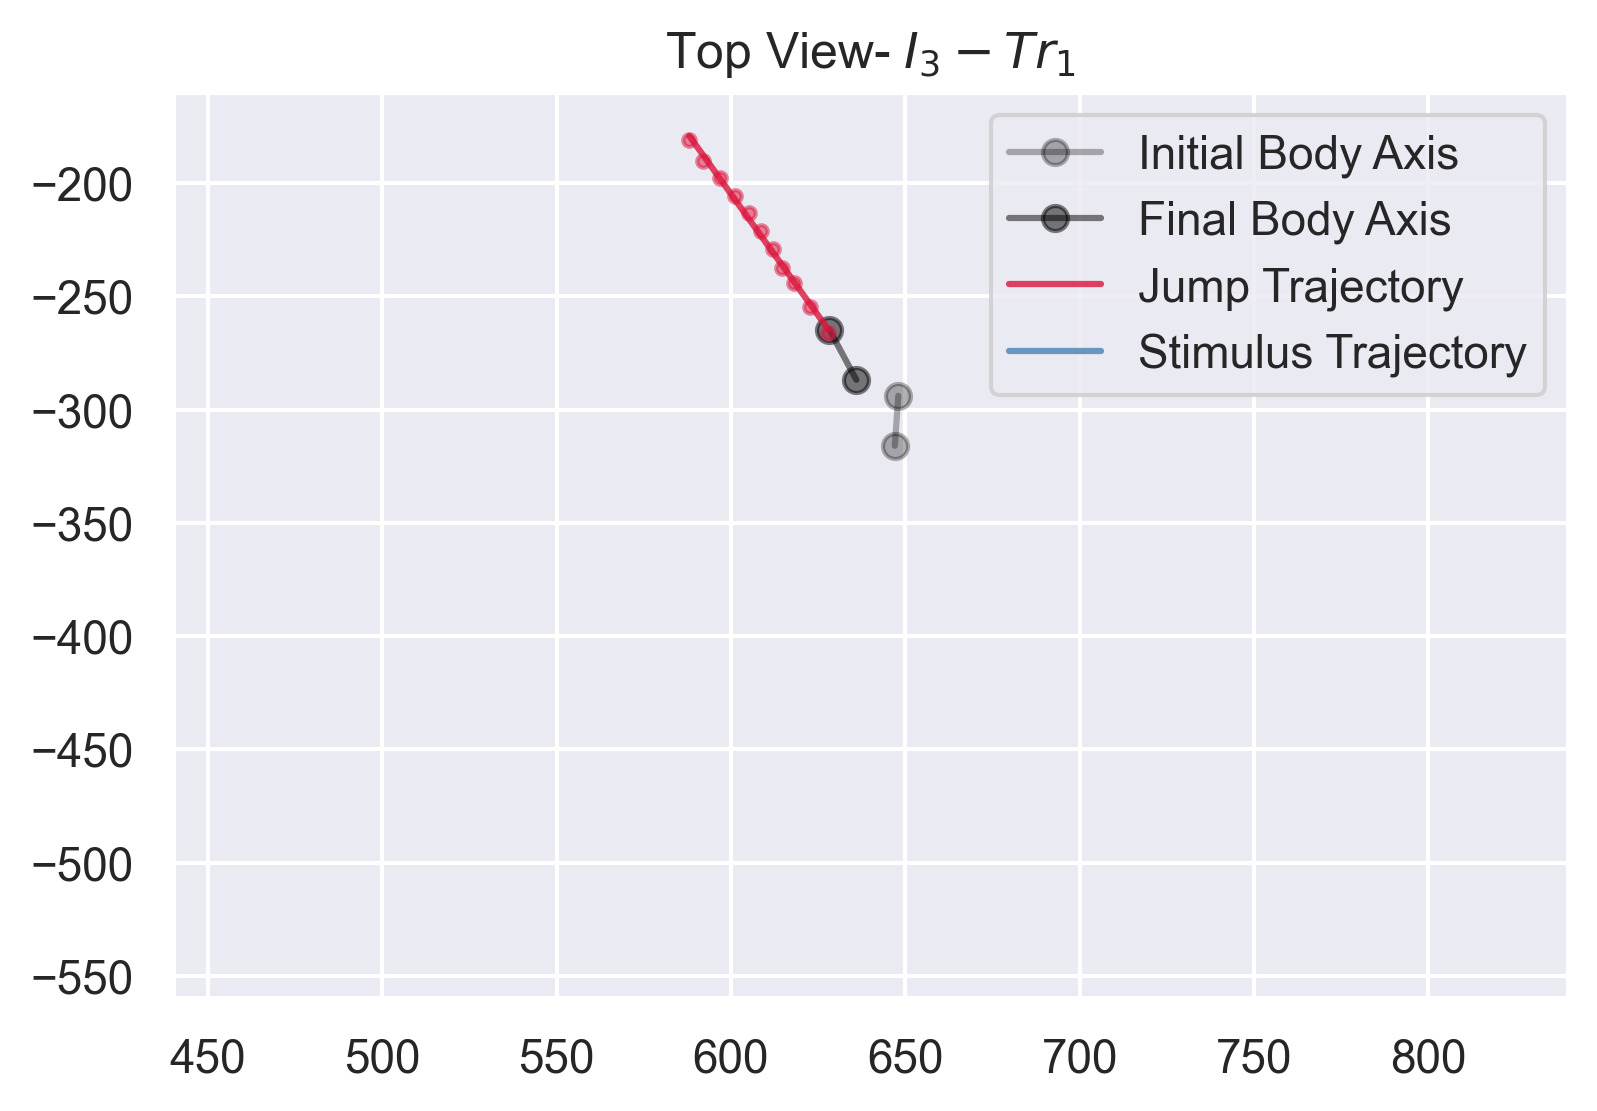 Top View- I₃ − Tr₁
Initial Body Axis
Final Body Axis
Jump Trajectory
Stimulus Trajectory
−200
−250
−300
−350
−400
−450
−500
−550
450 500 550 600 650 700 750 800